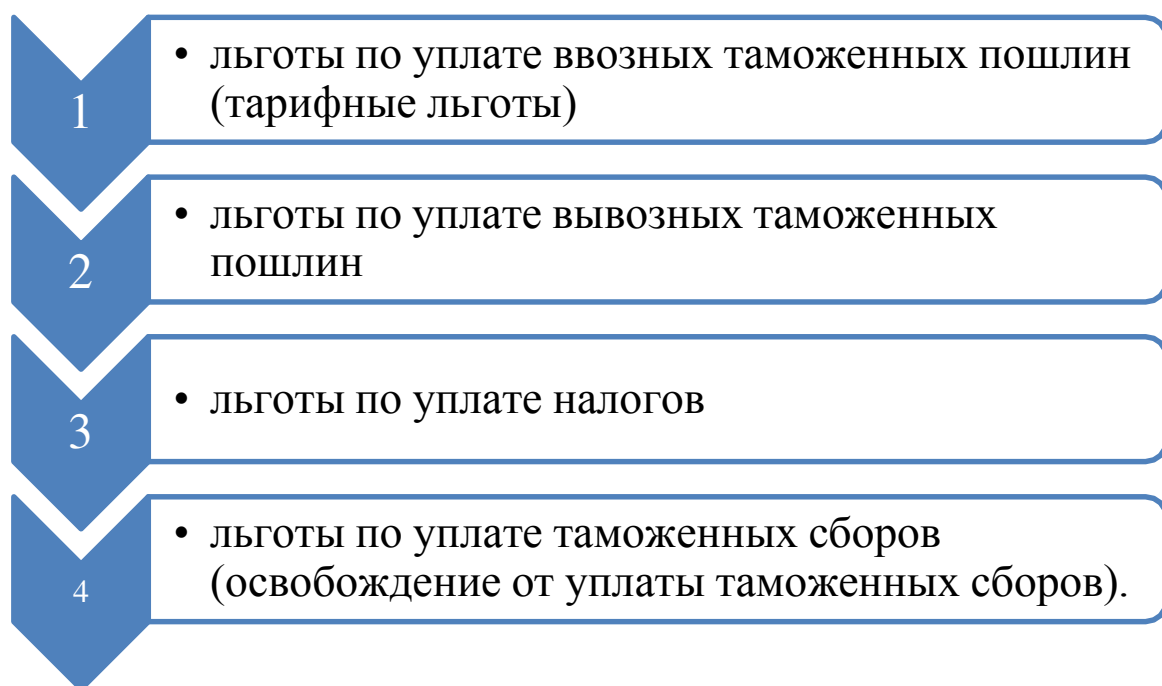 1
• льготы по уплате ввозных таможенных пошлин
(тарифные льготы)
2
• льготы по уплате вывозных таможенных
пошлин
3
• льготы по уплате налогов
4
• льготы по уплате таможенных сборов
(освобождение от уплаты таможенных сборов).